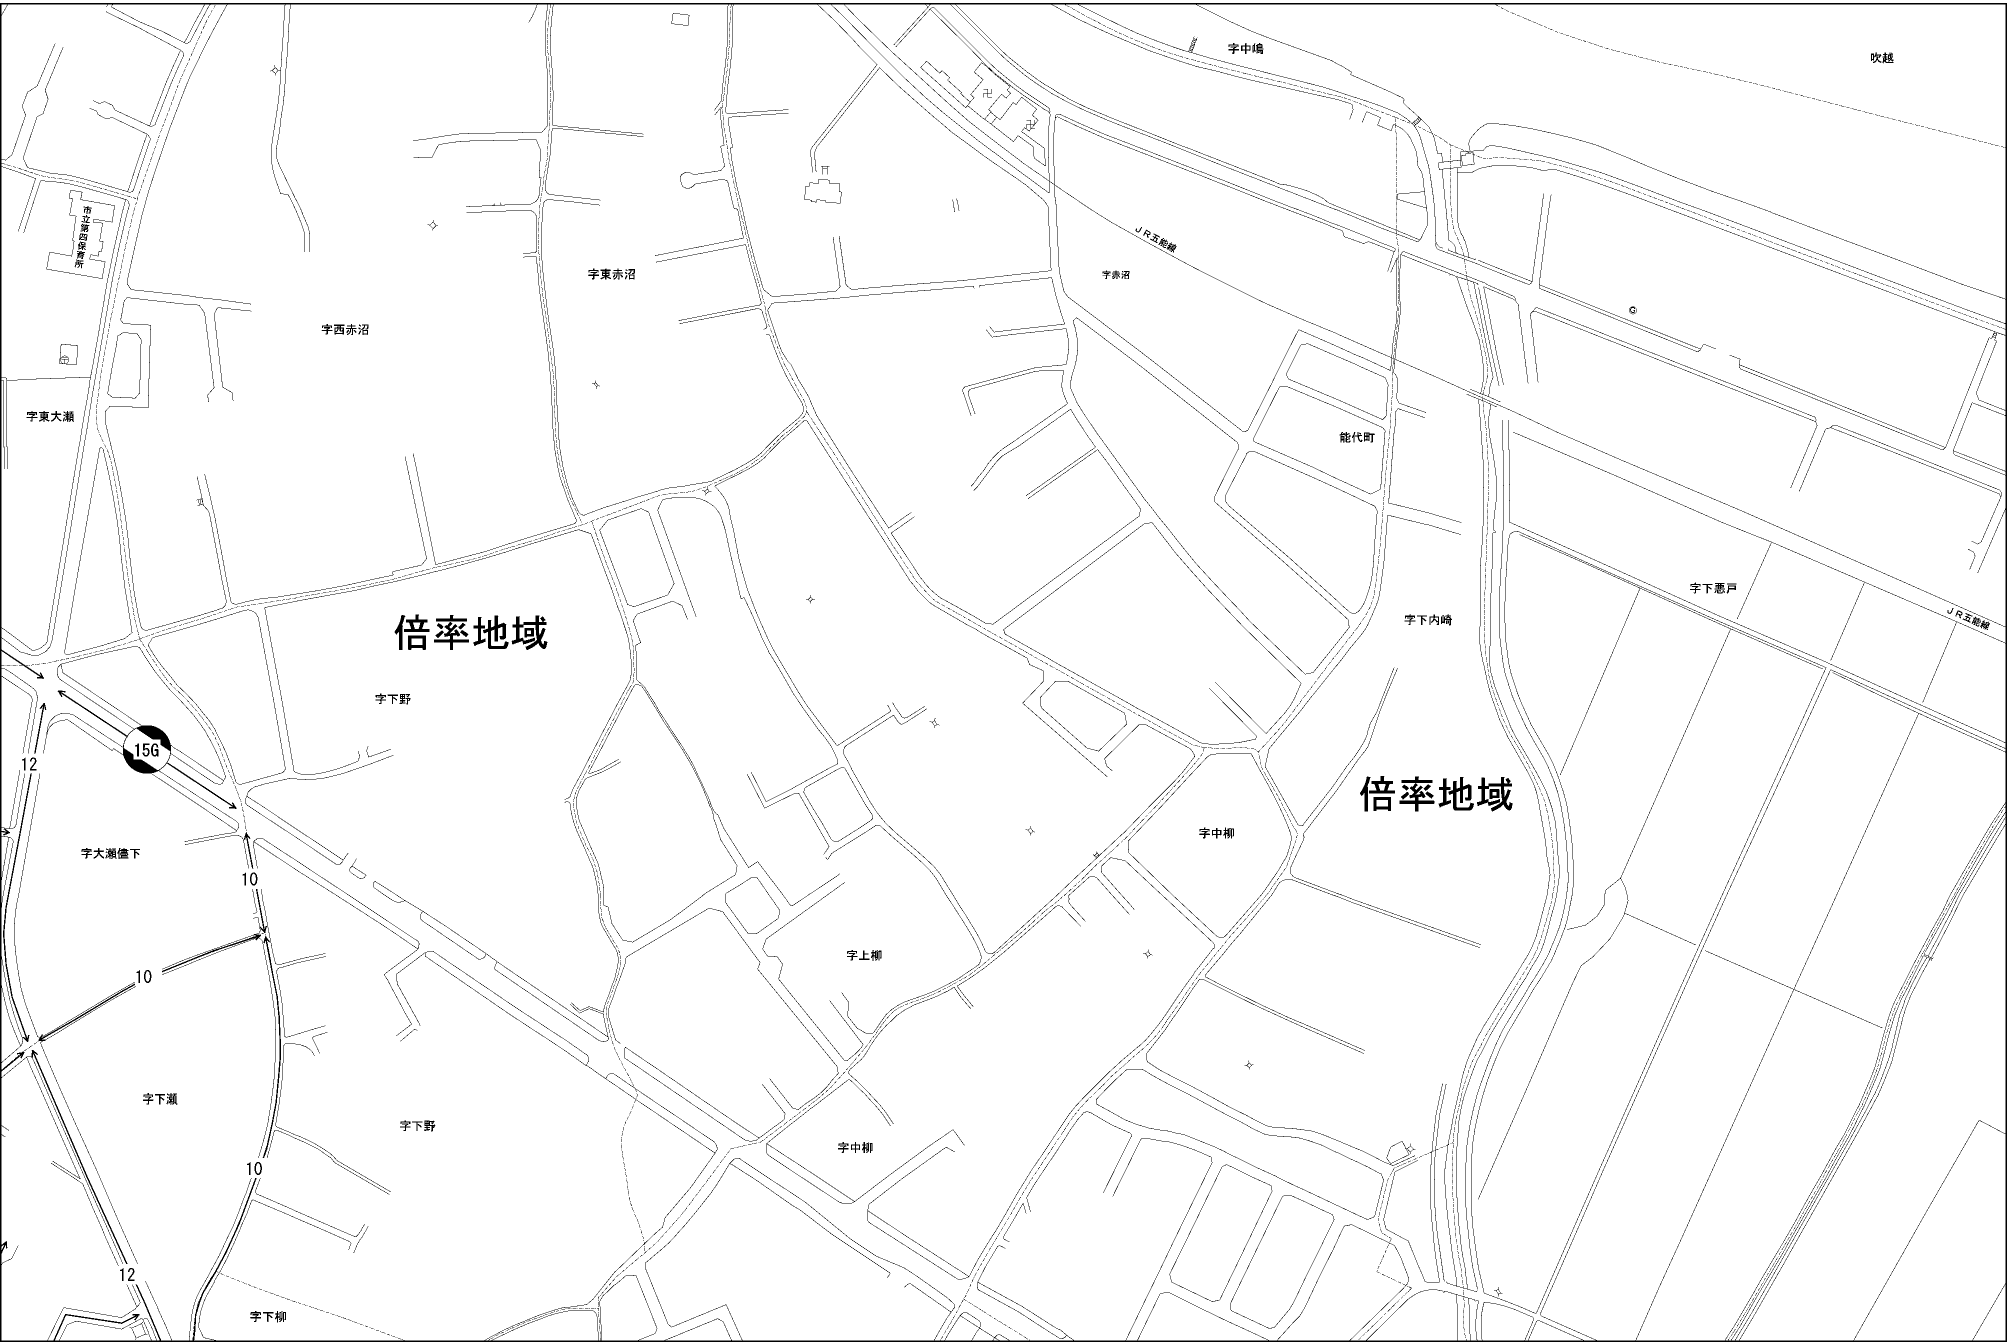 字中嶋
吹越
市立第四保育所
JR五能線
字東赤沼
字赤沼
字西赤沼
字東大瀬
能代町
字下悪戸
JR五能線
字下内崎
倍率地域
字下野
15G
12
倍率地域
字中柳
字大瀬儘下
10
字上柳
10
字下瀬
字下野
字中柳
10
12
字下柳